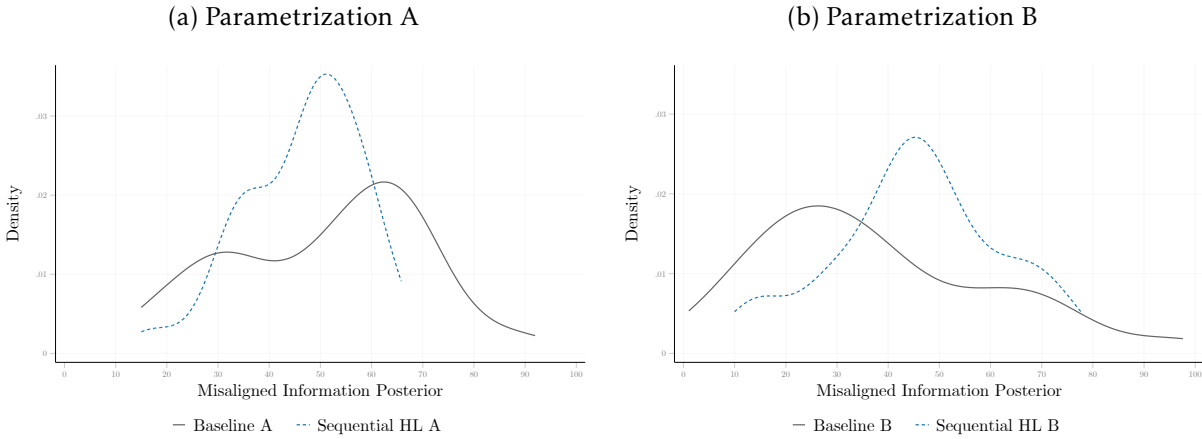 (a) Parametrization A
.03
.02
.01
0
Density
0 10 20 30 40 50 60 70 80 90 100
Misaligned Information Posterior
Baseline A Sequential HL A
(b) Parametrization B
.03
.02
.01
0
Density
0 10 20 30 40 50 60 70 80 90 100
Misaligned Information Posterior
Baseline B Sequential HL B